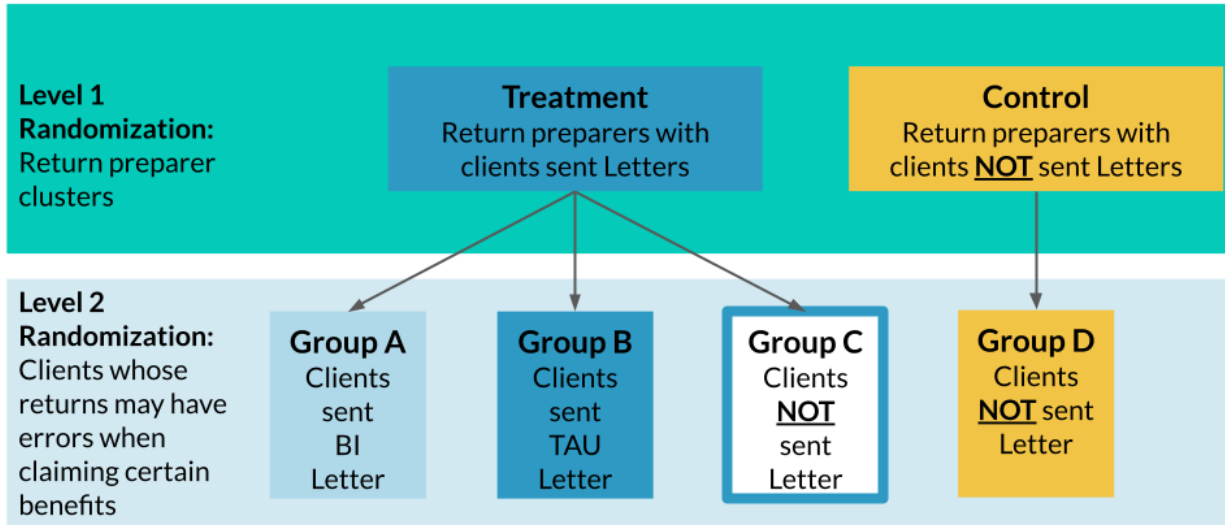 Level 1
Randomization:
Return preparer
clusters
Treatment
Return preparers with
clients sent Letters
Control
Return preparers with
clients NOT sent Letters
Level 2
Randomization:
Clients whose
returns may have
errors when
claiming certain
benefits
Group A
Clients
sent
BI
Letter
Group B
Clients
sent
TAU
Letter
Group C
Clients
NOT
sent
Letter
Group D
Clients
NOT sent
Letter